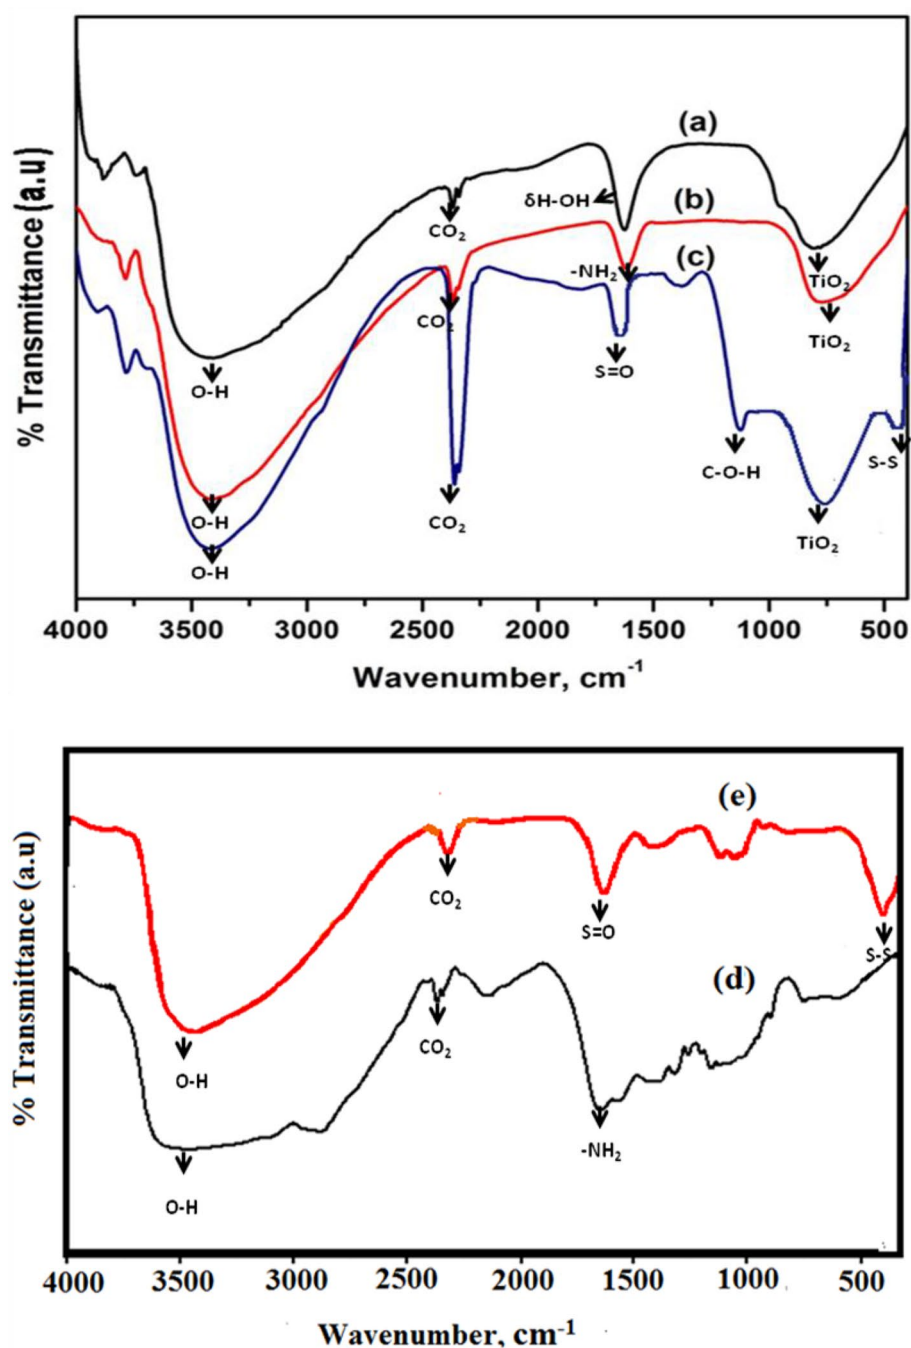 (a)
δH-OH
CO₂
(b)
-NH₂
(c)
TiO₂
CO₂
TiO₂
O-H
S=O
C-O-H
S-S
O-H
CO₂
TiO₂
O-H
% Transmittance (a.u)
4000 3500 3000 2500 2000 1500 1000 500
Wavenumber, cm⁻¹
(e)
CO₂
S=O
S-S
(d)
O-H
CO₂
-NH₂
O-H
% Transmittance (a.u)
4000 3500 3000 2500 2000 1500 1000 500
Wavenumber, cm⁻¹